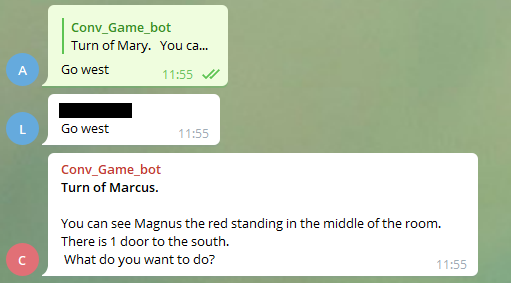 Conv_Game_bot
Turn of Mary. You ca...
A
Go west
11:55
L
Go west
11:55
Conv_Game_bot
Turn of Marcus.
You can see Magnus the red standing in the middle of the room.
There is 1 door to the south.
C
What do you want to do?
11:55